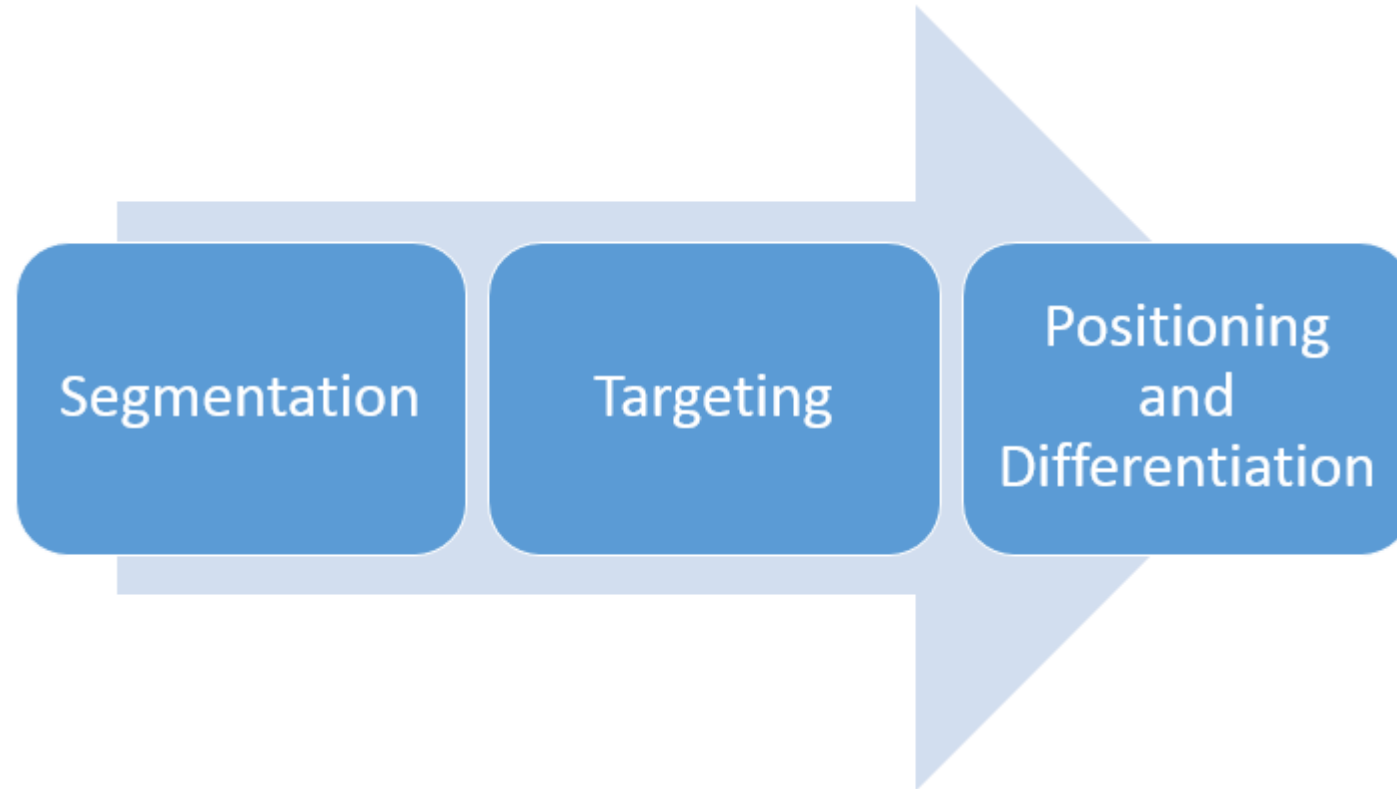 Segmentation
Targeting
Positioning
and
Differentiation